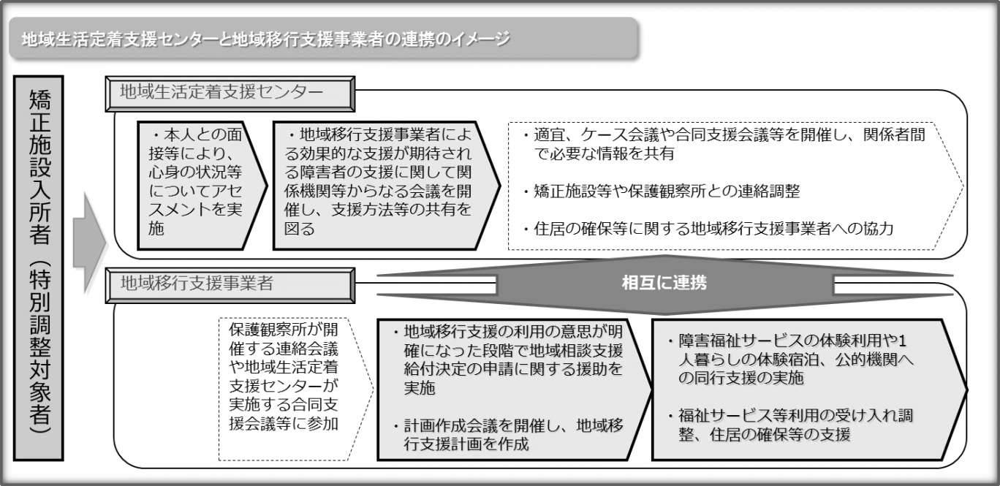 地域生活定着支援センターと地域移行支援事業者の連携のイメージ
矯正施設入所者(特別調整対象者)
地域生活定着支援センター
・本人との面
接等により、
心身の状況等
についてアセ
スメントを実
施
・地域移行支援事業者によ
る効果的な支援が期待され
る障害者の支援に関して関
係機関等からなる会議を開
催し、支援方法等の共有を
図る
・適宜、ケース会議や合同支援会議等を開催し、関係者間
で必要な情報を共有
・矯正施設等や保護観察所との連絡調整
・住居の確保等に関する地域移行支援事業者への協力
相互に連携
地域移行支援事業者
保護観察所が開
催する連絡会議
や地域生活定着
支援センターが
実施する合同支
援会議等に参加
・地域移行支援の利用の意思が明
確になった段階で地域相談支援
給付決定の申請に関する援助を
実施
・計画作成会議を開催し、地域移
行支援計画を作成
・障害福祉サービスの体験利用や1
人暮らしの体験宿泊、公的機関へ
の同行支援の実施
・福祉サービス等利用の受け入れ調
整、住居の確保等の支援